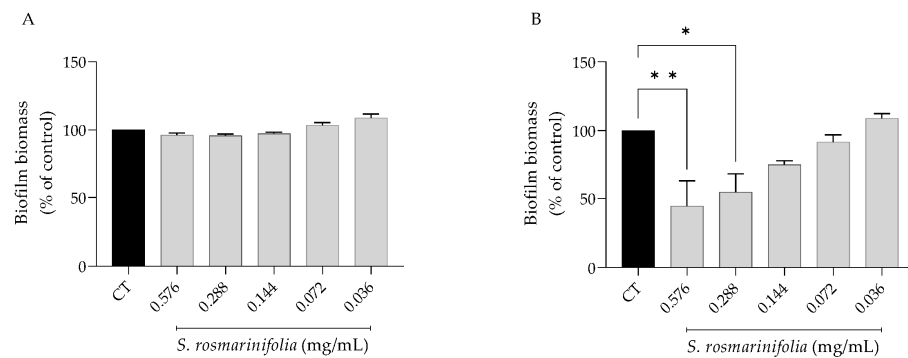 A
Biofilm biomass
(% of control)
150
100
50
0
CT
0.576
0.288
0.144
0.072
0.036
S. rosmarinifolia (mg/mL)
B
Biofilm biomass
(% of control)
150
100
50
0
*
* *
CT
0.576
0.288
0.144
0.072
0.036
S. rosmarinifolia (mg/mL)